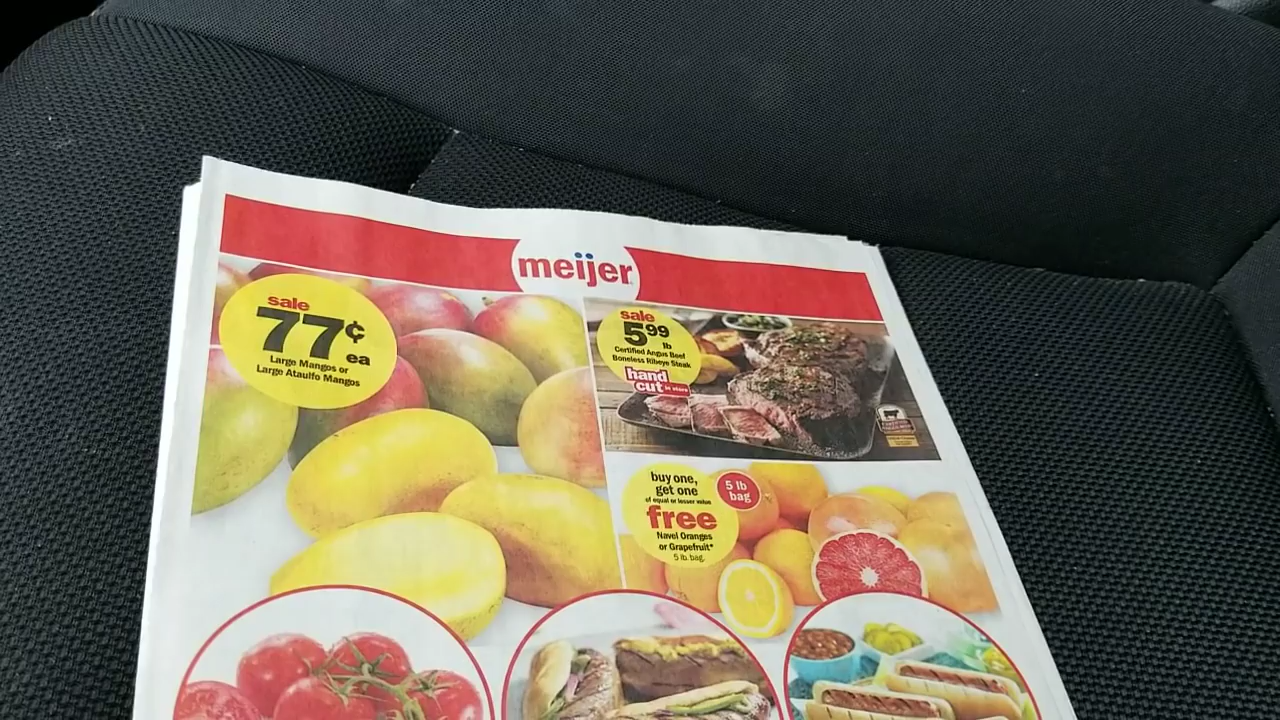 meijer
sale
77¢
ea
Large Mangos or
Large Ataulfo Mangos
sale
5.99
lb
Certified Angus Beef
Boneless Ribeye Steak
hand
cut in store
buy one,
get one
of equal or lesser value
free
Navel Oranges
or Grapefruit*
5 lb. bag.
5 lb
bag